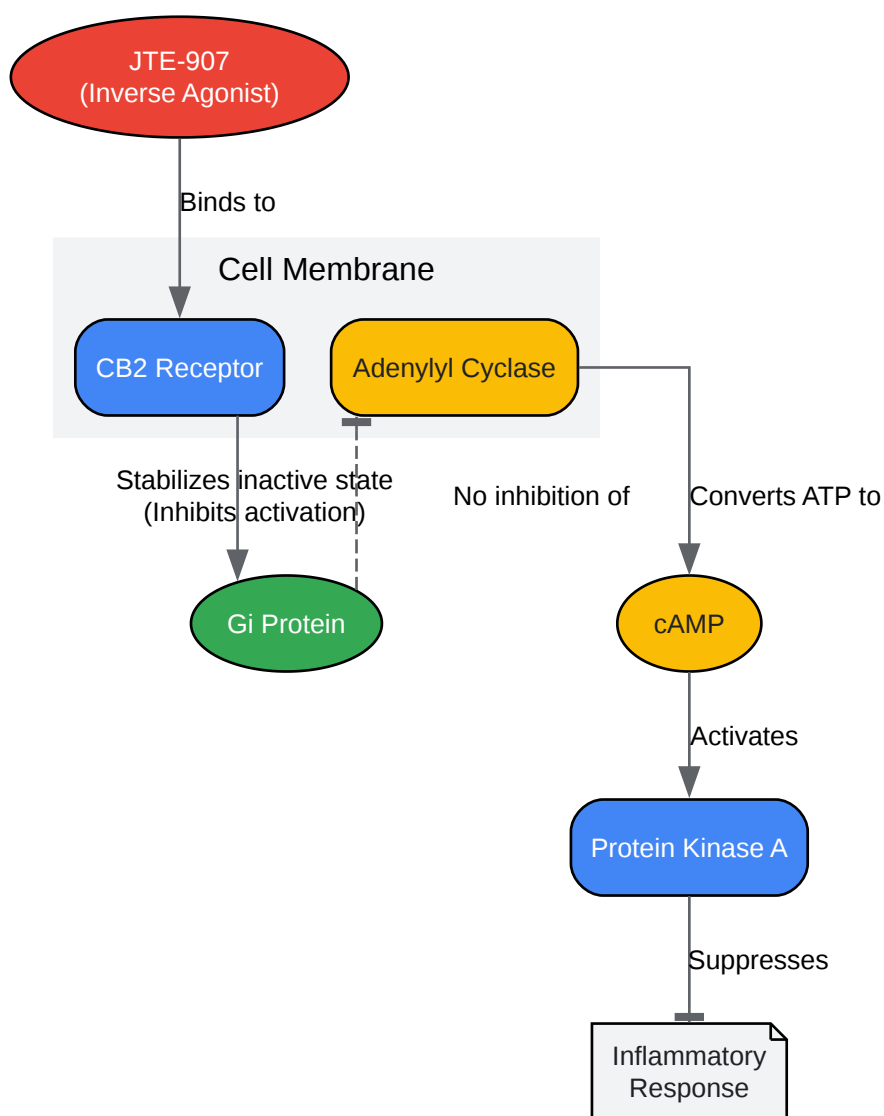 JTE-907
(Inverse Agonist)
Binds to
Cell Membrane
CB2 Receptor
Adenylyl Cyclase
Stabilizes inactive state
(Inhibits activation)
No inhibition of
Converts ATP to
Gi Protein
cAMP
Activates
Protein Kinase A
Suppresses
Inflammatory
Response